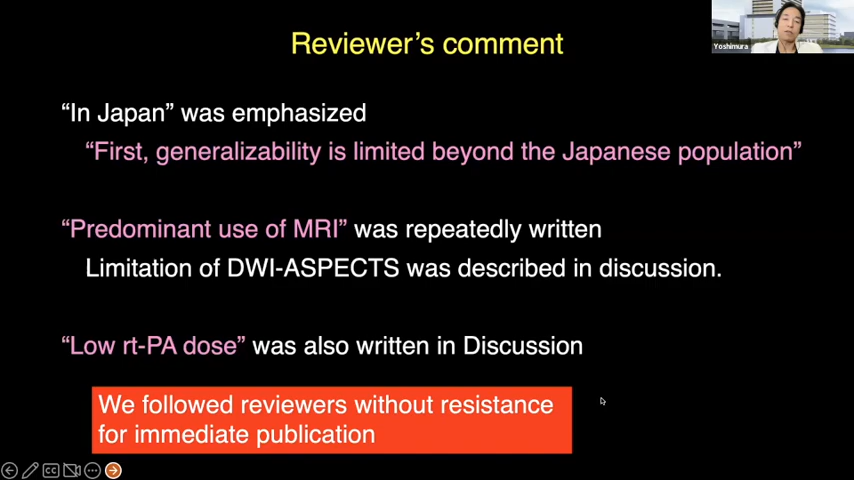 Reviewer's comment
Yoshimura
“In Japan” was emphasized
“First, generalizability is limited beyond the Japanese population”
“Predominant use of MRI” was repeatedly written
Limitation of DWI-ASPECTS was described in discussion.
“Low rt-PA dose” was also written in Discussion
We followed reviewers without resistance
for immediate publication
CC